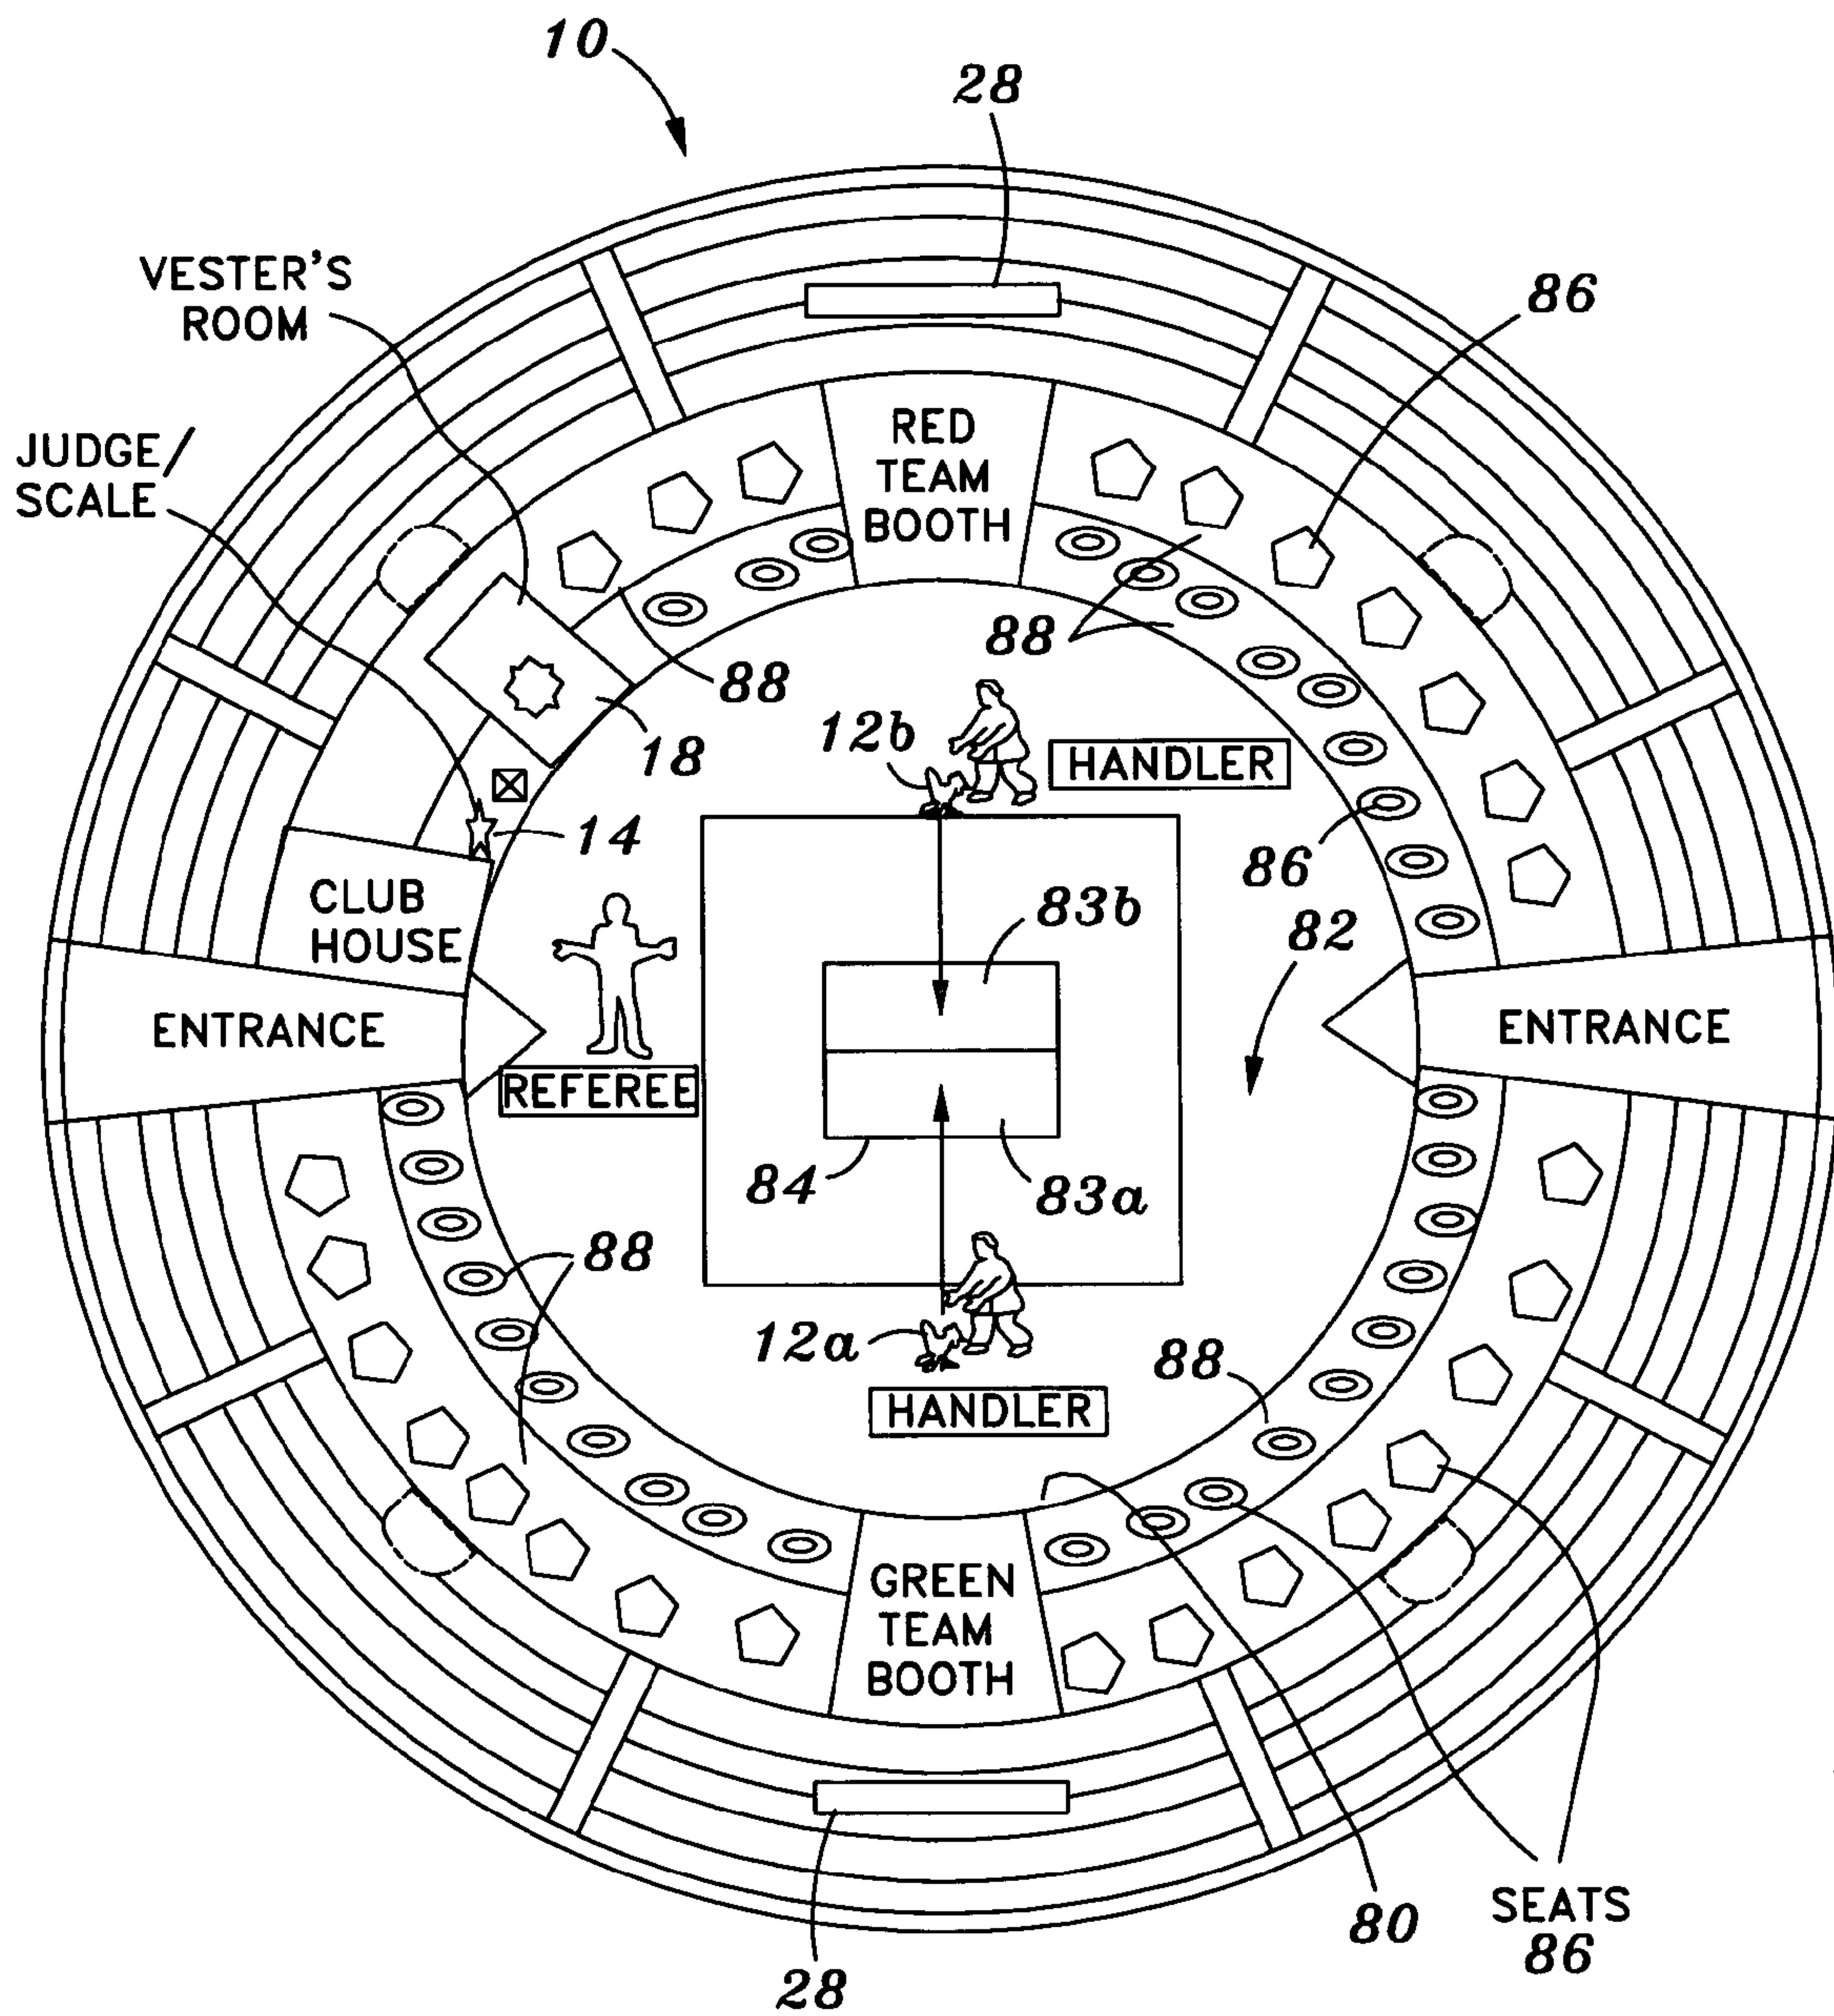 10
28
VESTER'S
ROOM
86
JUDGE/
SCALE
RED
TEAM
BOOTH
88
88
18
12b
HANDLER
14
86
CLUB
HOUSE
83b
82
ENTRANCE
ENTRANCE
REFEREE
84
83a
88
12a
88
HANDLER
GREEN
TEAM
BOOTH
80
SEATS
86
28